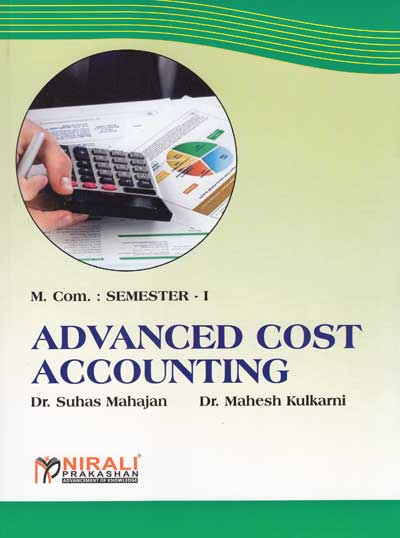 M. Com. : SEMESTER - I
ADVANCED COST
ACCOUNTING
Dr. Suhas Mahajan Dr. Mahesh Kulkarni
NIRALI
PRAKASHAN
ADVANCEMENT OF KNOWLEDGE